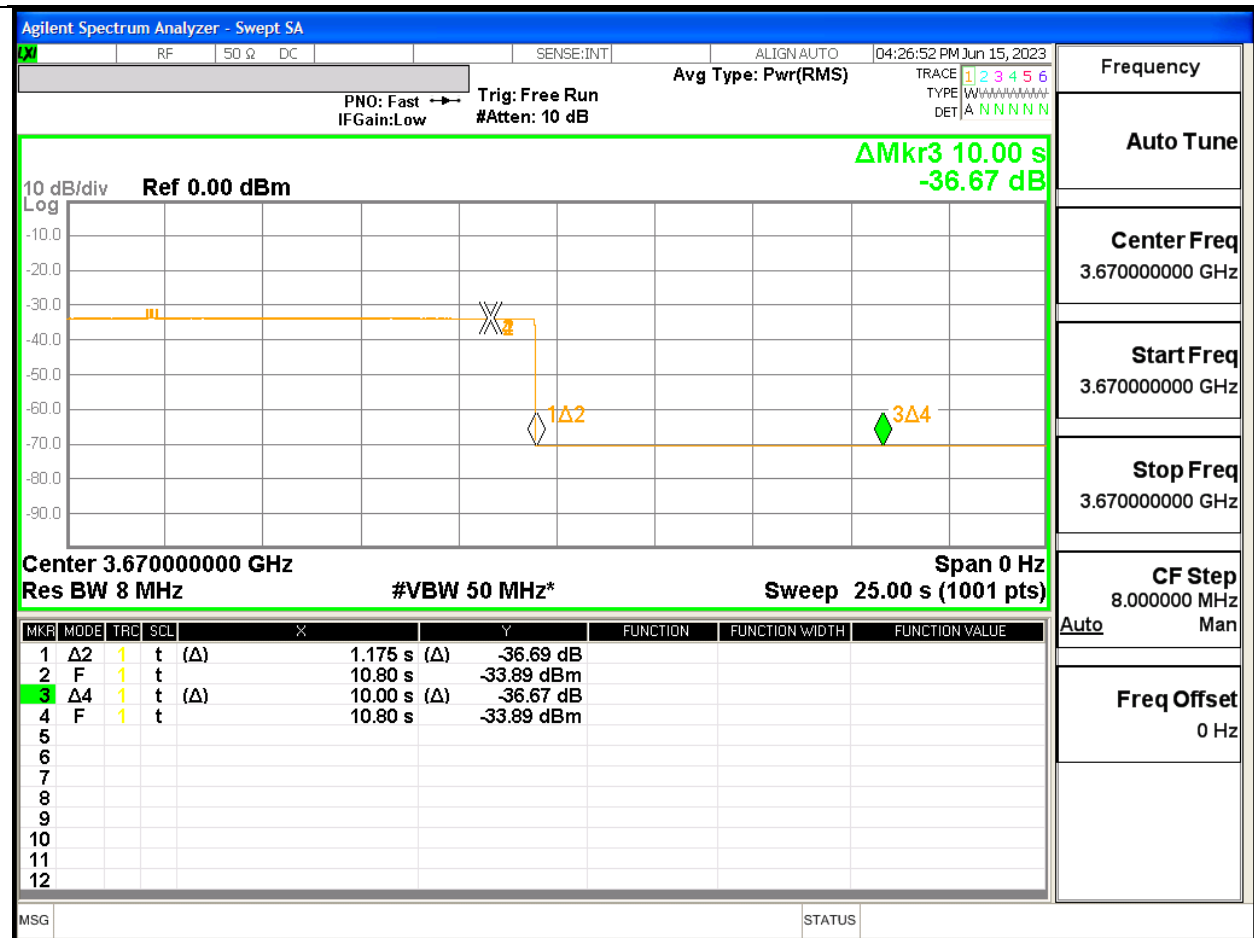 Agilent Spectrum Analyzer - Swept SA
LXI RF 50 Ω DC SENSE:INT ALIGN AUTO 04:26:52 PM Jun 15, 2023
Avg Type: Pwr(RMS)
TRACE 1 2 3 4 5 6
TYPE W
DET A N N N N N
PNO: Fast
IFGain:Low
Trig: Free Run
#Atten: 10 dB
ΔMkr3 10.00 s
-36.67 dB
10 dB/div Ref 0.00 dBm
Log
-10.0
-20.0
-30.0
-40.0
-50.0
-60.0
-70.0
-80.0
-90.0
1Δ2
3Δ4
Center 3.670000000 GHz Span 0 Hz
Res BW 8 MHz #VBW 50 MHz* Sweep 25.00 s (1001 pts)
MKR MODE TRC SCL X Y FUNCTION FUNCTION WIDTH FUNCTION VALUE
1 Δ2 1 t (Δ) 1.175 s (Δ) -36.69 dB
2 F 1 t 10.80 s -33.89 dBm
3 Δ4 1 t (Δ) 10.00 s (Δ) -36.67 dB
4 F 1 t 10.80 s -33.89 dBm
5
6
7
8
9
10
11
12
MSG STATUS
Frequency
Auto Tune
Center Freq
3.670000000 GHz
Start Freq
3.670000000 GHz
Stop Freq
3.670000000 GHz
CF Step
8.000000 MHz
Auto Man
Freq Offset
0 Hz